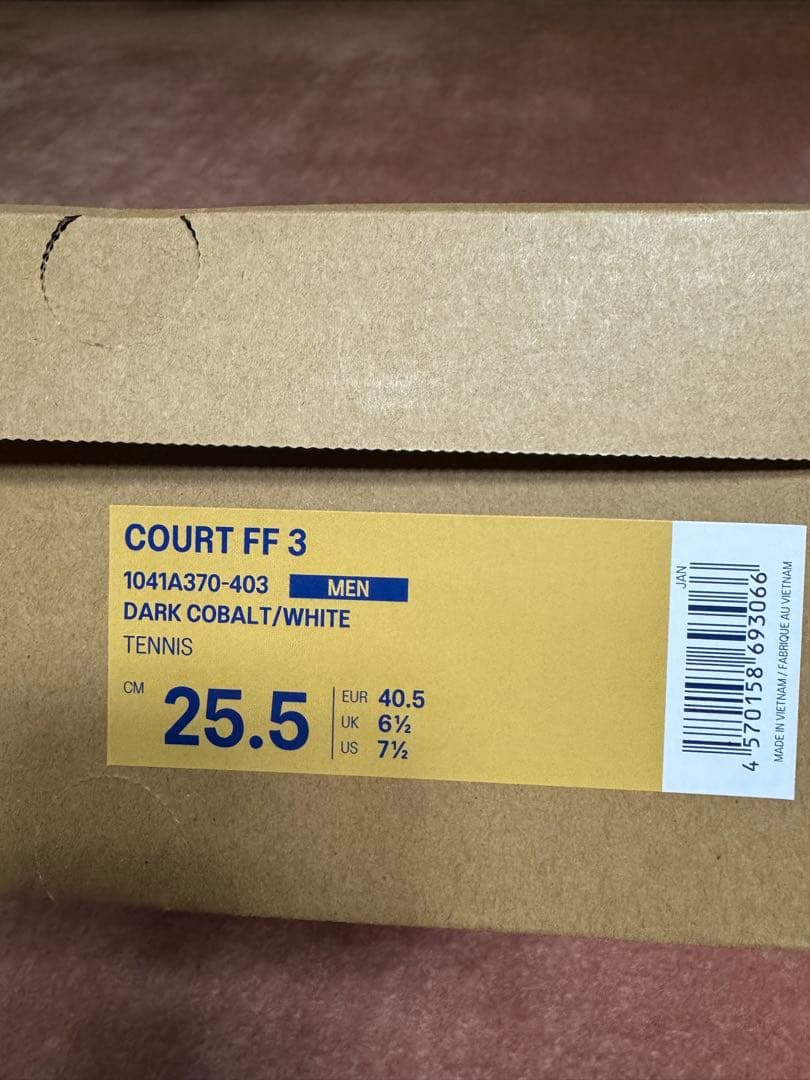 COURT FF 3
1041A370-403 MEN
DARK COBALT/WHITE
TENNIS
CM 25.5
EUR 40.5
UK 6½
US 7½
JAN
4 570158 693066
MADE IN VIETNAM / FABRIQUE AU VIETNAM